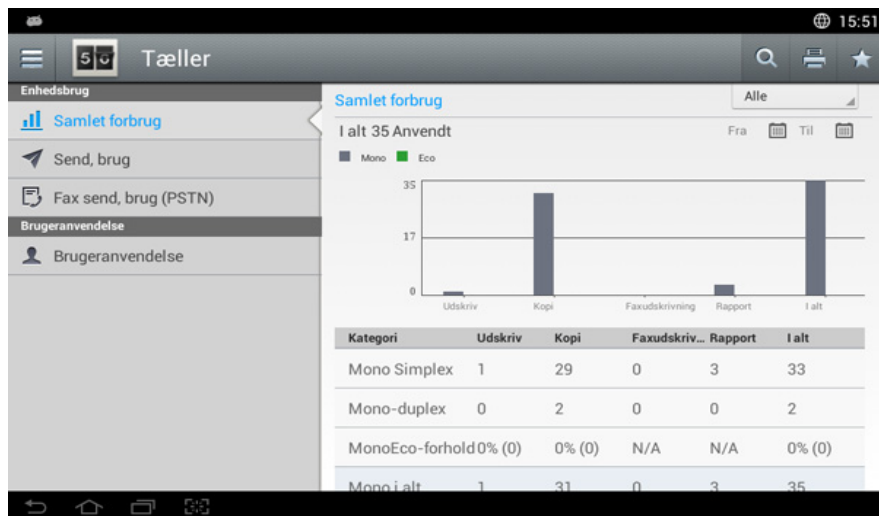 15:51
50
Tæller
Enhedsbrug
Samlet forbrug
Send, brug
Fax send, brug (PSTN)
Brugeranvendelse
Brugeranvendelse
Samlet forbrug
Alle
I alt 35 Anvendt
Fra Til
Mono Eco
35
17
0
Udskriv Kopi Faxudskrivning Rapport I alt
Kategori Udskriv Kopi Faxudskriv... Rapport I alt
Mono Simplex 1 29 0 3 33
Mono-duplex 0 2 0 0 2
MonoEco-forhold 0% (0) 0% (0) N/A N/A 0% (0)
Mono i alt 1 31 0 3 35